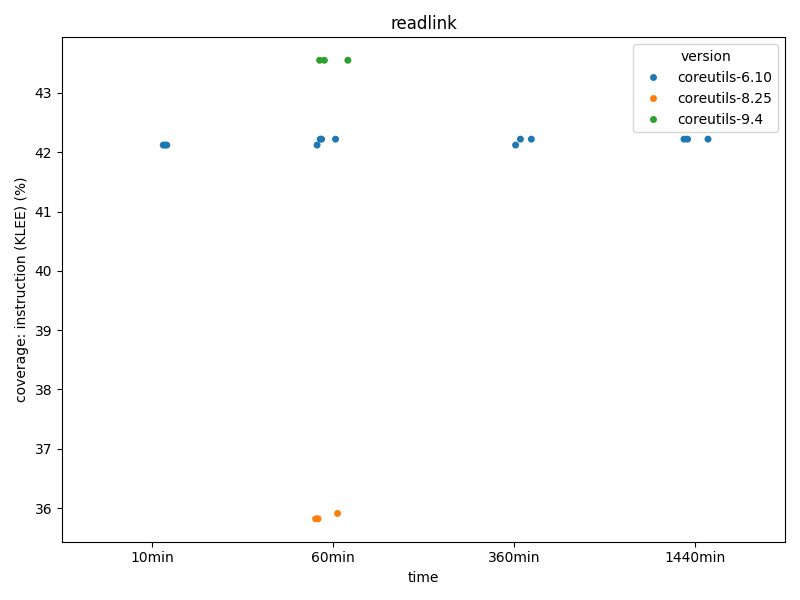 readlink
version
coreutils-6.10
coreutils-8.25
coreutils-9.4
coverage: instruction (KLEE) (%)
43
42
41
40
39
38
37
36
10min
60min
360min
1440min
time